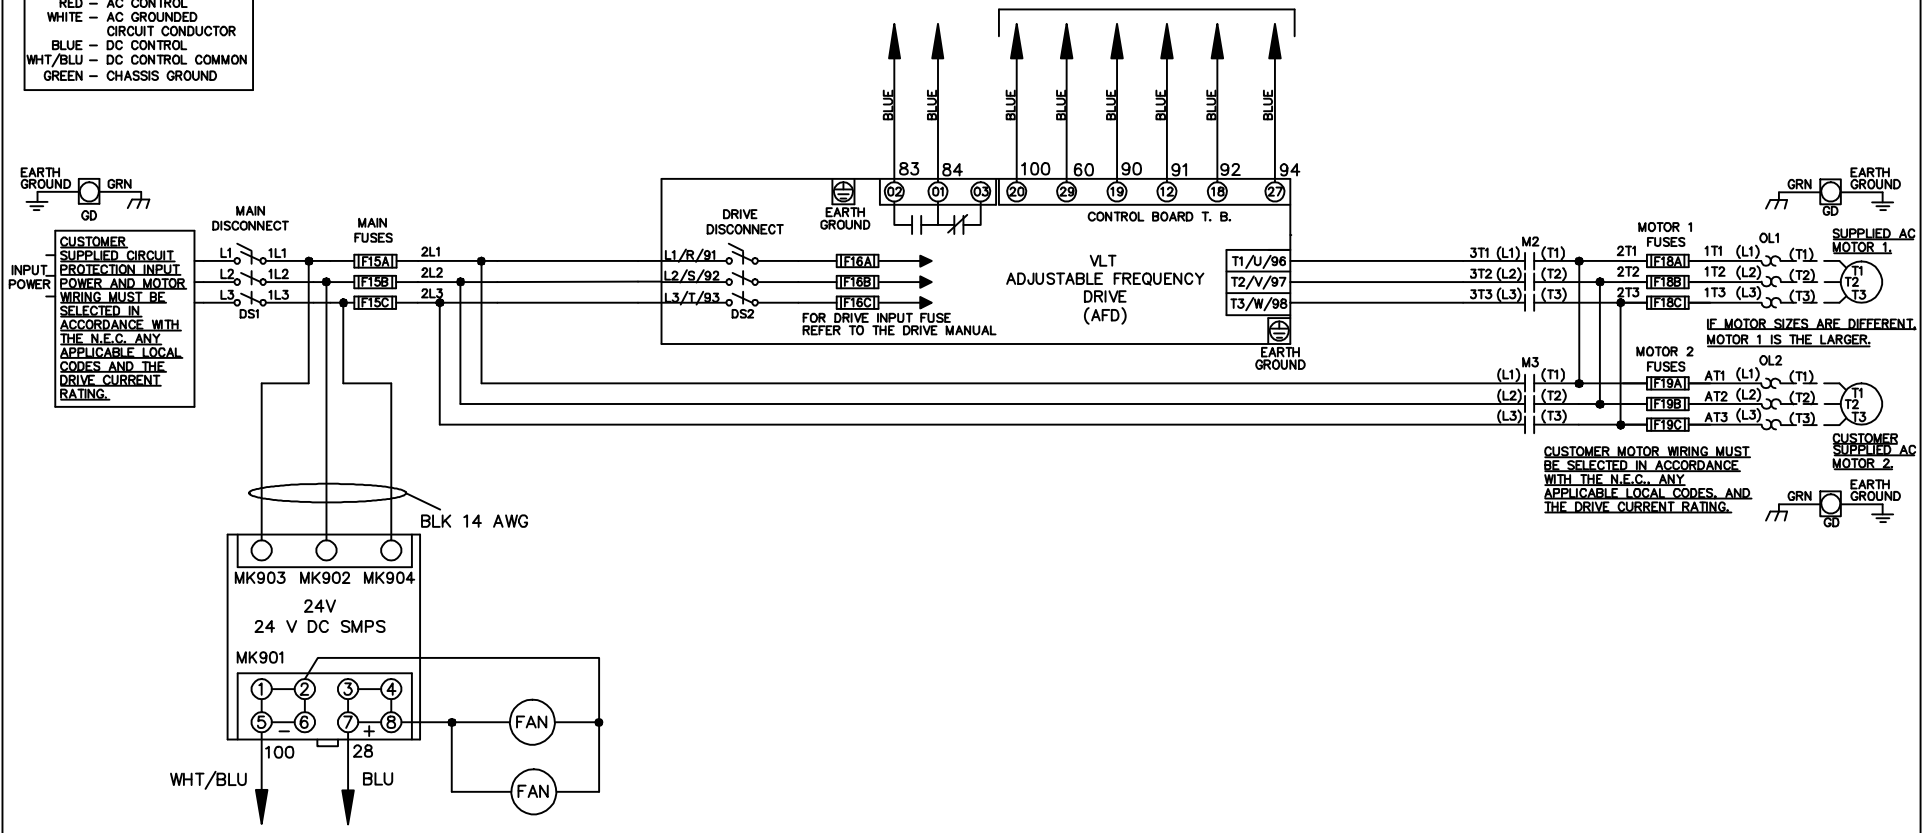 RED – AC CONTROL
WHITE – AC GROUNDED
CIRCUIT CONDUCTOR
BLUE – DC CONTROL
WHT/BLU – DC CONTROL COMMON
GREEN – CHASSIS GROUND
BLUE
BLUE
BLUE
BLUE
BLUE
BLUE
BLUE
BLUE
83
84
100
60
90
91
92
94
02
01
03
20
29
19
12
18
27
CONTROL BOARD T. B.
EARTH
GROUND
GRN
GD
INPUT
POWER
CUSTOMER
SUPPLIED CIRCUIT
PROTECTION INPUT
POWER AND MOTOR
WIRING MUST BE
SELECTED IN
ACCORDANCE WITH
THE N.E.C. ANY
APPLICABLE LOCAL
CODES AND THE
DRIVE CURRENT
RATING.
MAIN
DISCONNECT
L1
1L1
L2
1L2
L3
1L3
DS1
MAIN
FUSES
F15A
F15B
F15C
2L1
2L2
2L3
EARTH
GROUND
DRIVE
DISCONNECT
L1/R/91
L2/S/92
L3/T/93
DS2
F16A
F16B
F16C
FOR DRIVE INPUT FUSE
REFER TO THE DRIVE MANUAL
VLT
ADJUSTABLE FREQUENCY
DRIVE
(AFD)
T1/U/96
T2/V/97
T3/W/98
EARTH
GROUND
M2
3T1 (L1) (T1)
3T2 (L2) (T2)
3T3 (L3) (T3)
MOTOR 1
FUSES
2T1 F18A 1T1 (L1) (T1)
2T2 F18B 1T2 (L2) (T2)
2T3 F18C 1T3 (L3) (T3)
OL1
T1
T2
T3
GRN
GD
EARTH
GROUND
SUPPLIED AC
MOTOR 1.
IF MOTOR SIZES ARE DIFFERENT,
MOTOR 1 IS THE LARGER.
M3
(L1) (T1)
(L2) (T2)
(L3) (T3)
MOTOR 2
FUSES
F19A AT1 (L1) (T1)
F19B AT2 (L2) (T2)
F19C AT3 (L3) (T3)
OL2
T1
T2
T3
CUSTOMER
SUPPLIED AC
MOTOR 2.
CUSTOMER MOTOR WIRING MUST
BE SELECTED IN ACCORDANCE
WITH THE N.E.C., ANY
APPLICABLE LOCAL CODES, AND
THE DRIVE CURRENT RATING.
GRN
GD
EARTH
GROUND
BLK 14 AWG
MK903 MK902 MK904
24V
24 V DC SMPS
MK901
1 2 3 4
5 6 7 8
– +
100
28
WHT/BLU
BLU
FAN
FAN